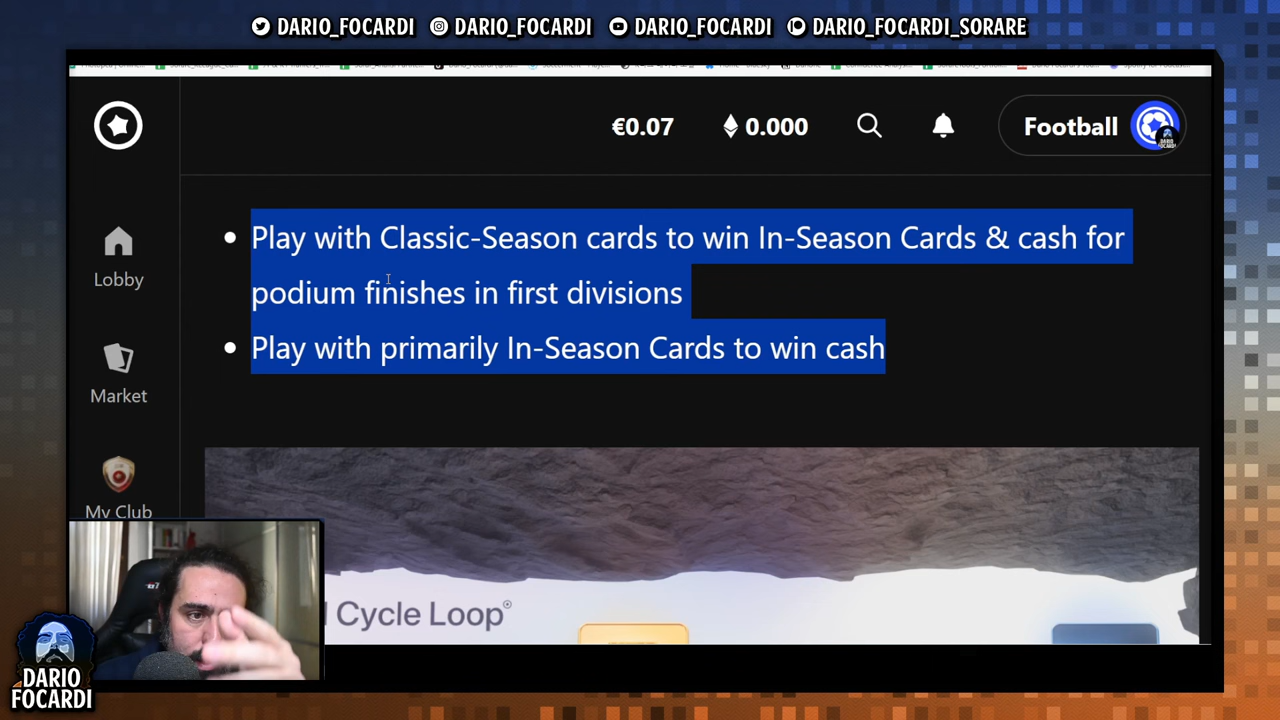 DARIO_FOCARDI DARIO_FOCARDI DARIO_FOCARDI DARIO_FOCARDI_SORARE
€0.07 0.000 Football
Play with Classic-Season cards to win In-Season Cards & cash for
podium finishes in first divisions
Play with primarily In-Season Cards to win cash
Lobby
Market
My Club
Cycle Loop
DARIO
FOCARDI